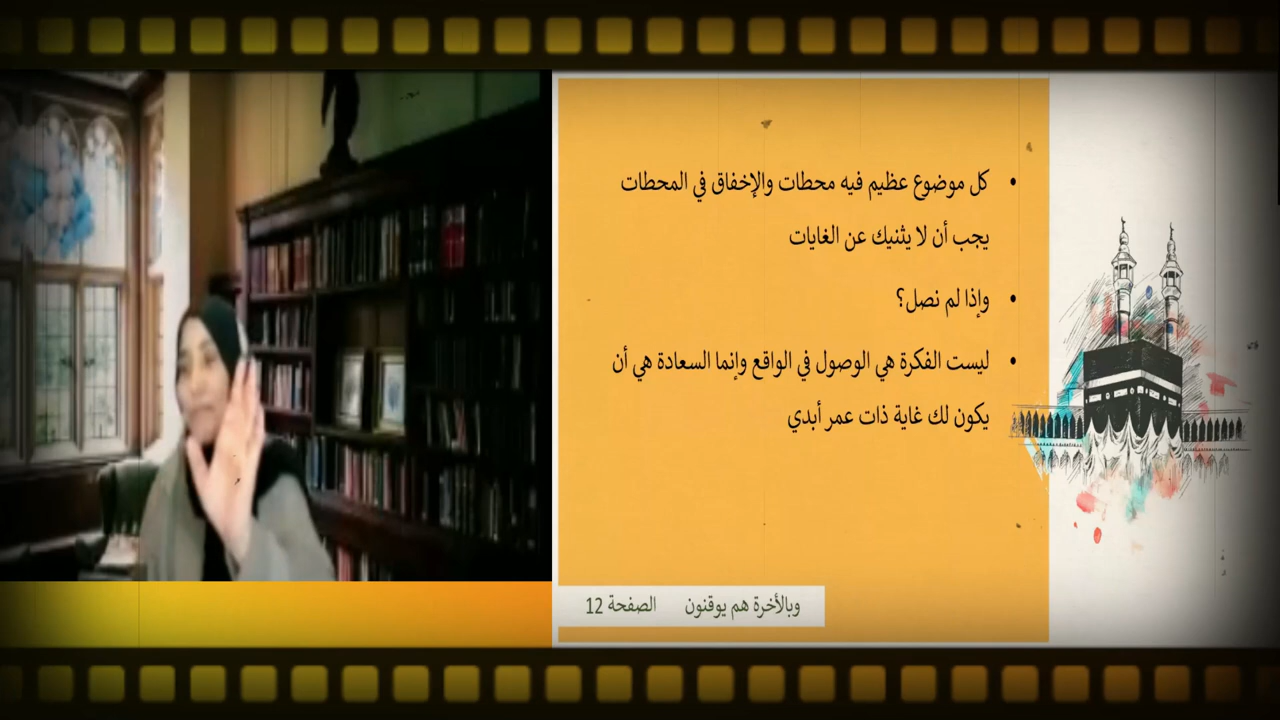 • كل موضوع عظيم فيه محطات والإخفاق في المحطات
يجب أن لا يثنيك عن الغايات
• وإذا لم نصل؟
• ليست الفكرة هي الوصول في الواقع وإنما السعادة هي أن
يكون لك غاية ذات عمر أبدي
وبالأخرة هم يوقنون الصفحة 12